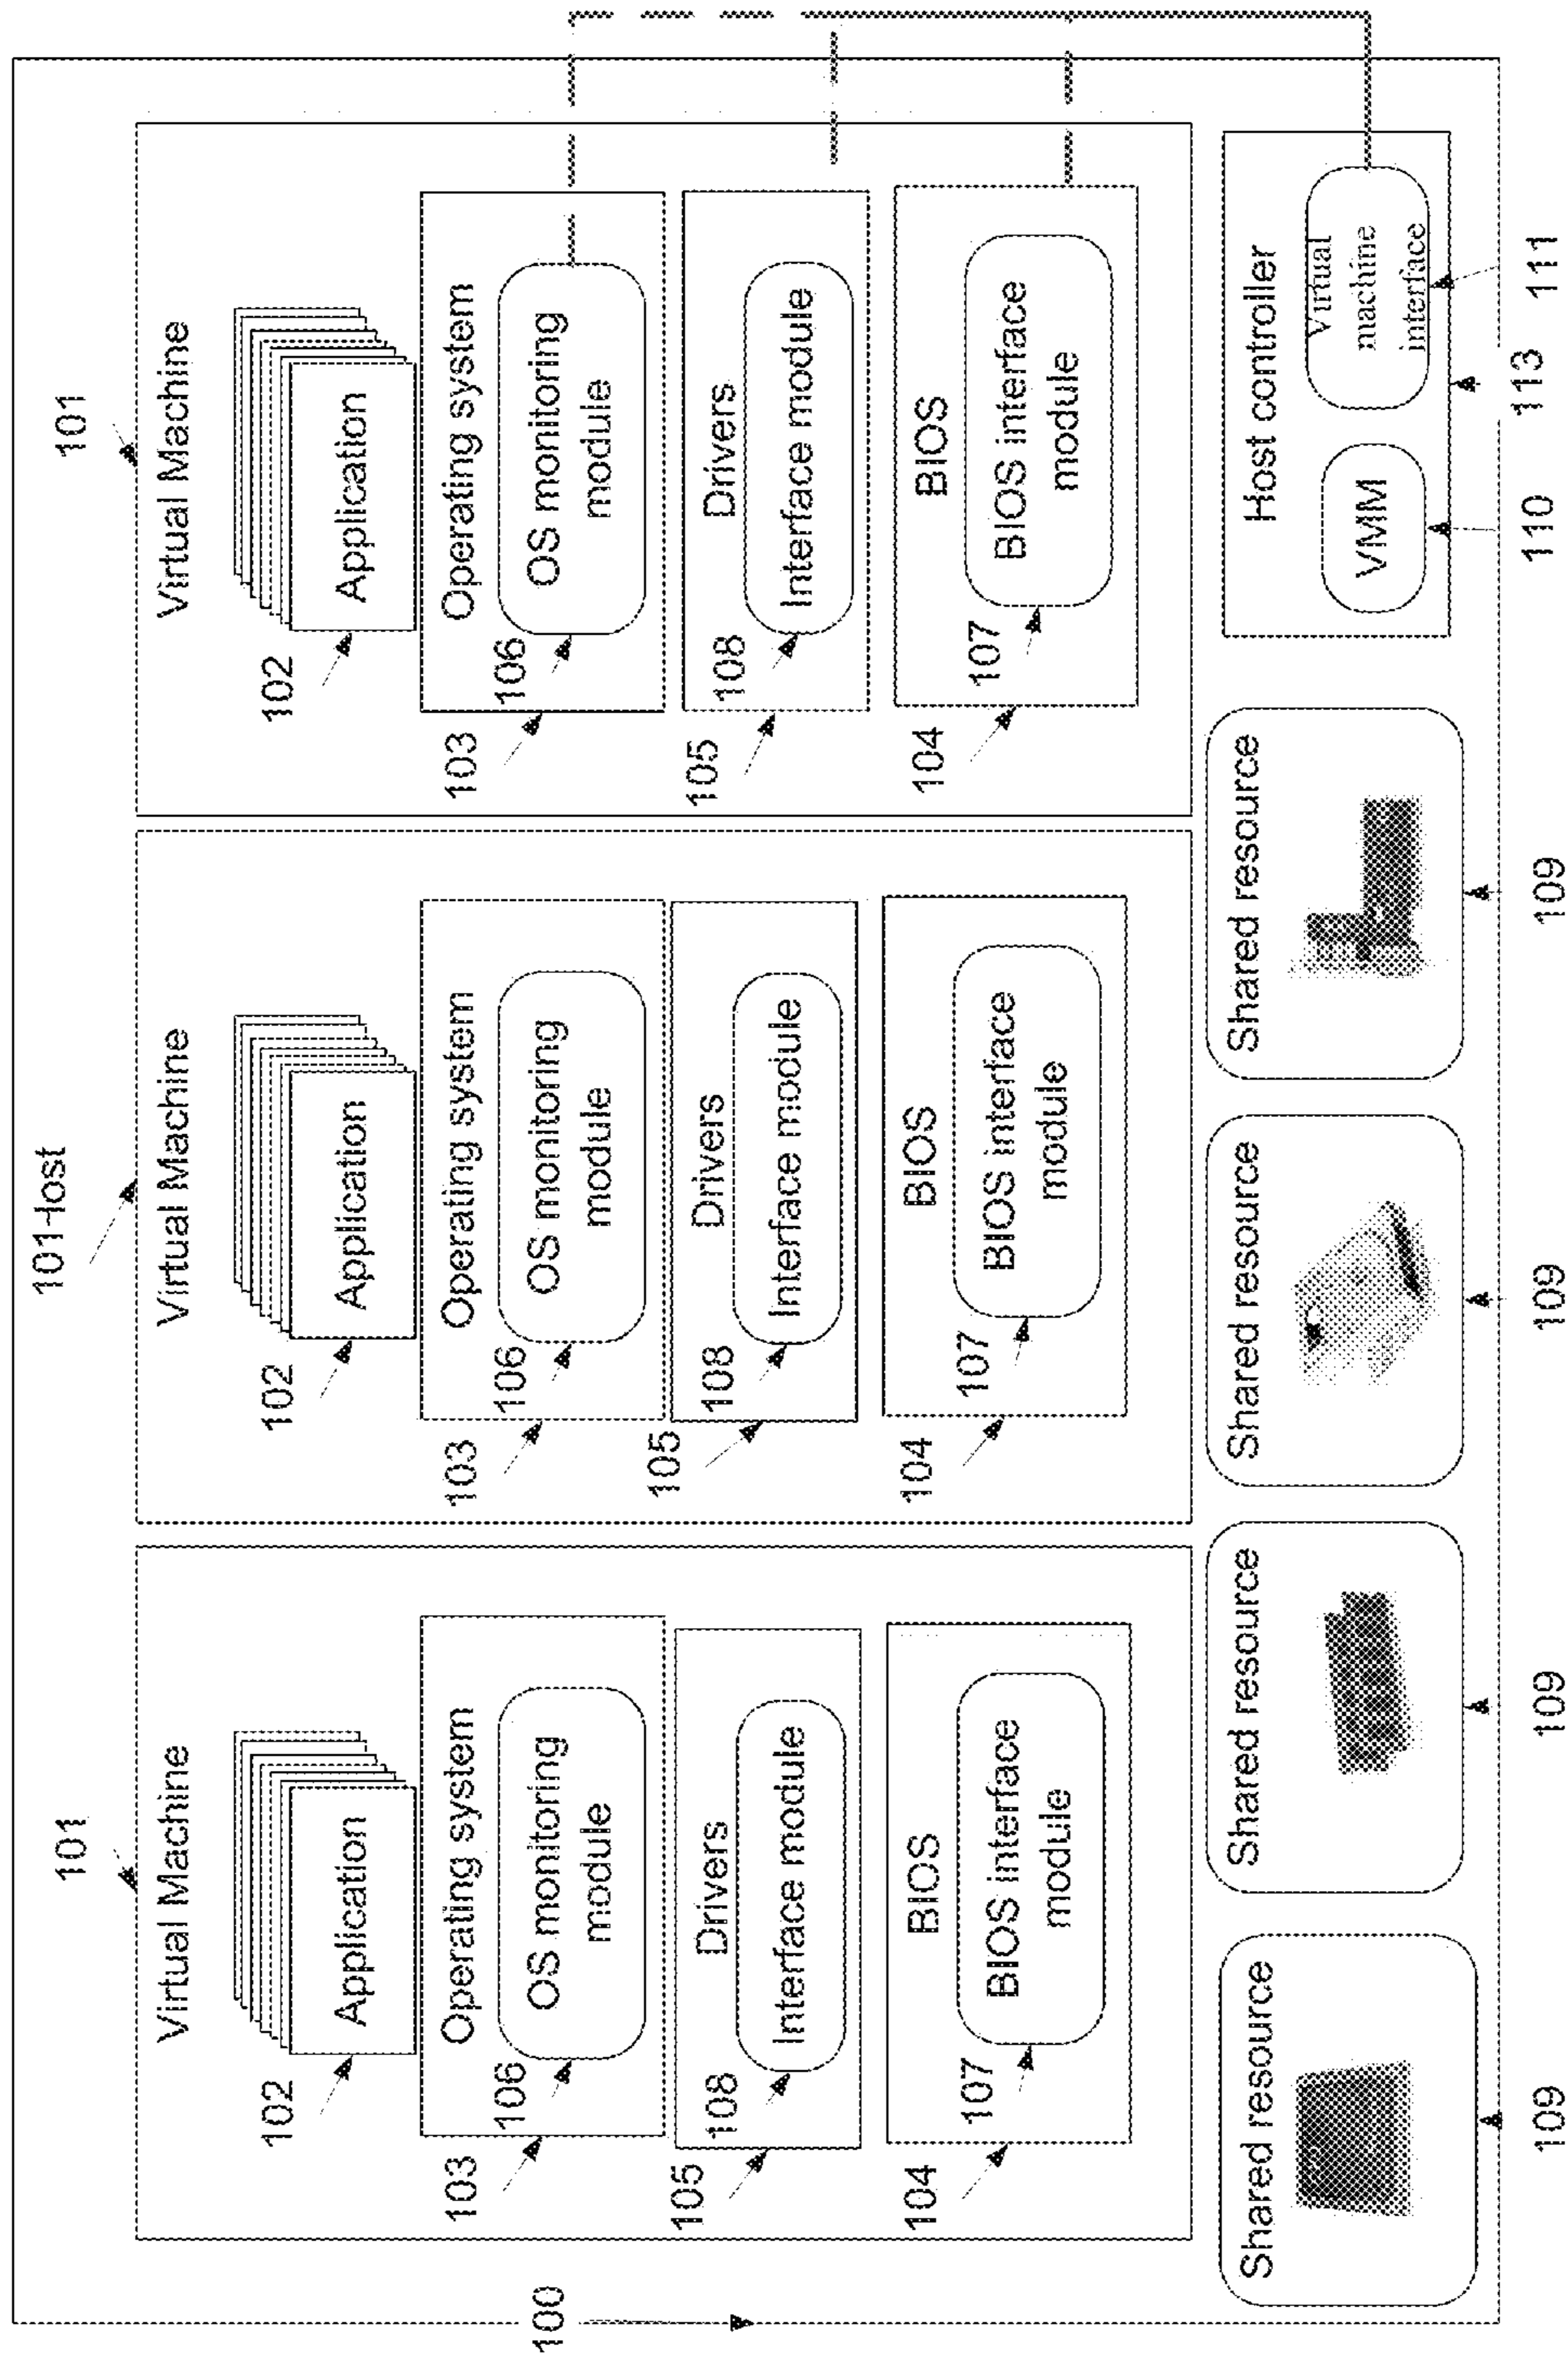 101
101 Host
101
Virtual Machine
102
Application
103
Operating system
106
OS monitoring
module
105
Drivers
108
Interface module
104
BIOS
107
BIOS interface
module
Virtual Machine
102
Application
103
Operating system
106
OS monitoring
module
105
Drivers
108
Interface module
104
BIOS
107
BIOS interface
module
Virtual Machine
102
Application
103
Operating system
106
OS monitoring
module
105
Drivers
108
Interface module
104
BIOS
107
BIOS interface
module
100
Shared resource
109
Shared resource
109
Shared resource
109
Shared resource
109
Host controller
VMM
Virtual
machine
interface
110
113
111